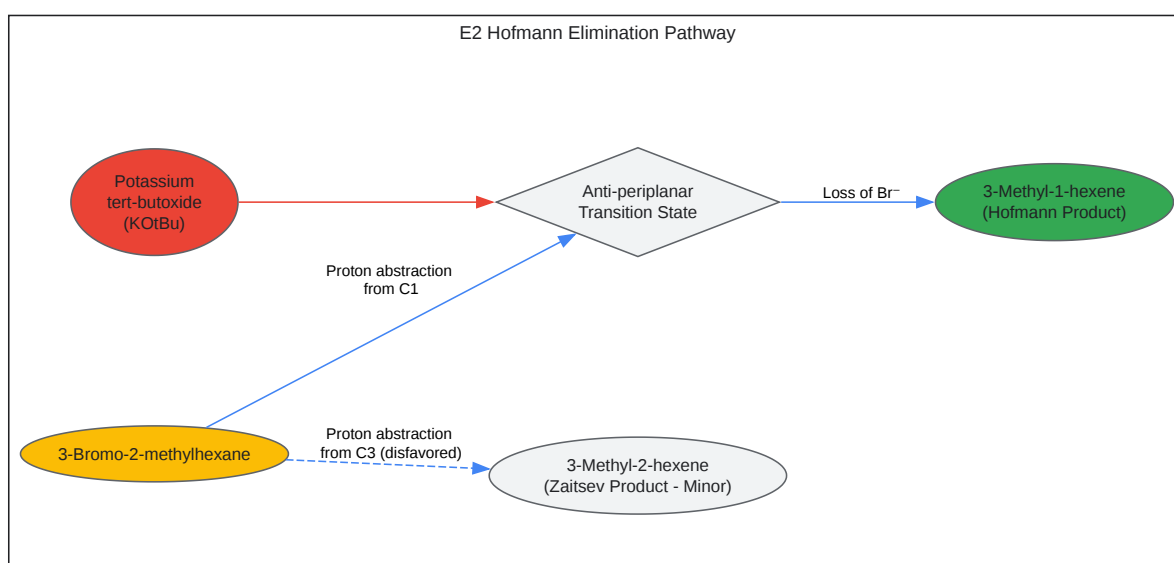 E2 Hofmann Elimination Pathway
Potassium
tert-butoxide
(KOtBu)
Anti-periplanar
Transition State
Loss of Br⁻
3-Methyl-1-hexene
(Hofmann Product)
Proton abstraction
from C1
3-Bromo-2-methylhexane
Proton abstraction
from C3 (disfavored)
3-Methyl-2-hexene
(Zaitsev Product - Minor)